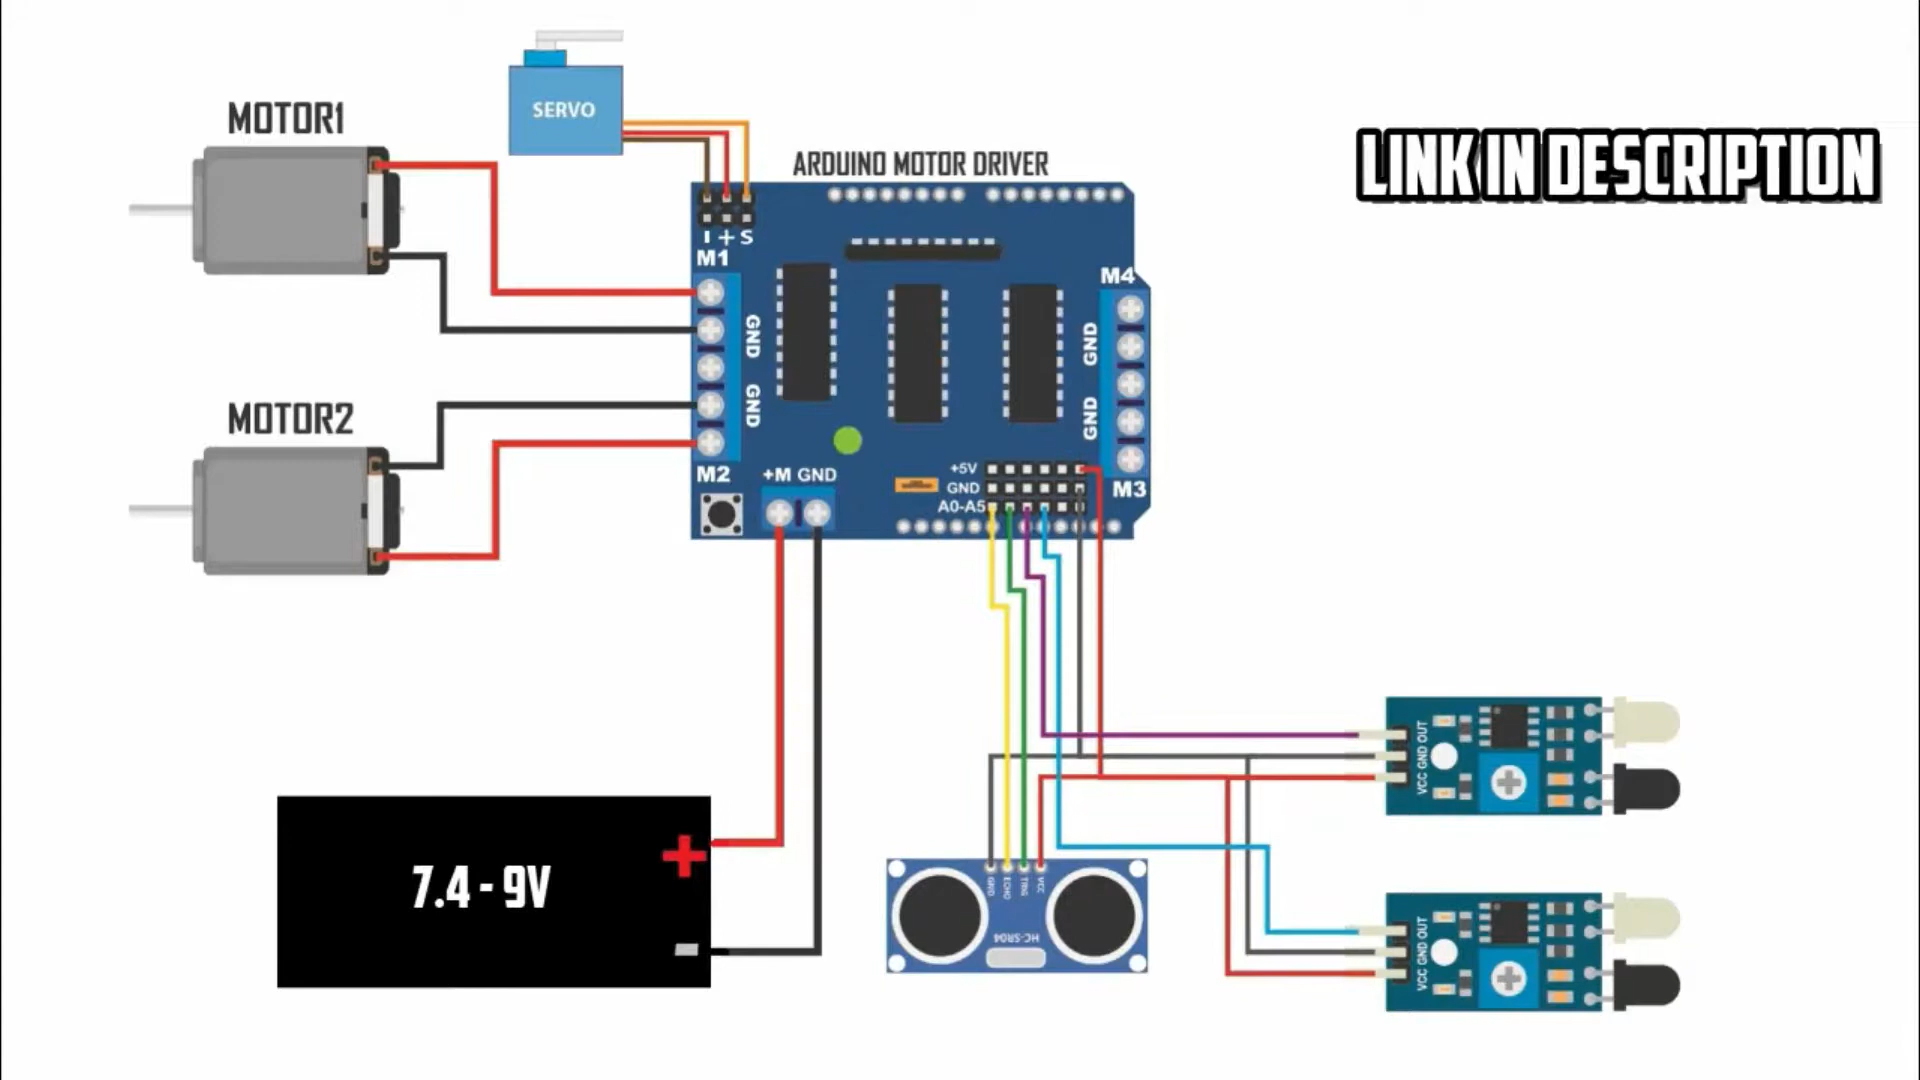 MOTOR1
SERVO
ARDUINO MOTOR DRIVER
LINK IN DESCRIPTION
I + S
M1
GND
GND
M4
GND
GND
MOTOR2
M2
+M GND
+5V
GND
A0-A5
M3
OUT
GND
VCC
7.4 - 9V
+
-
GND
ECHO
TRIG
VCC
HC-SR04
OUT
GND
VCC